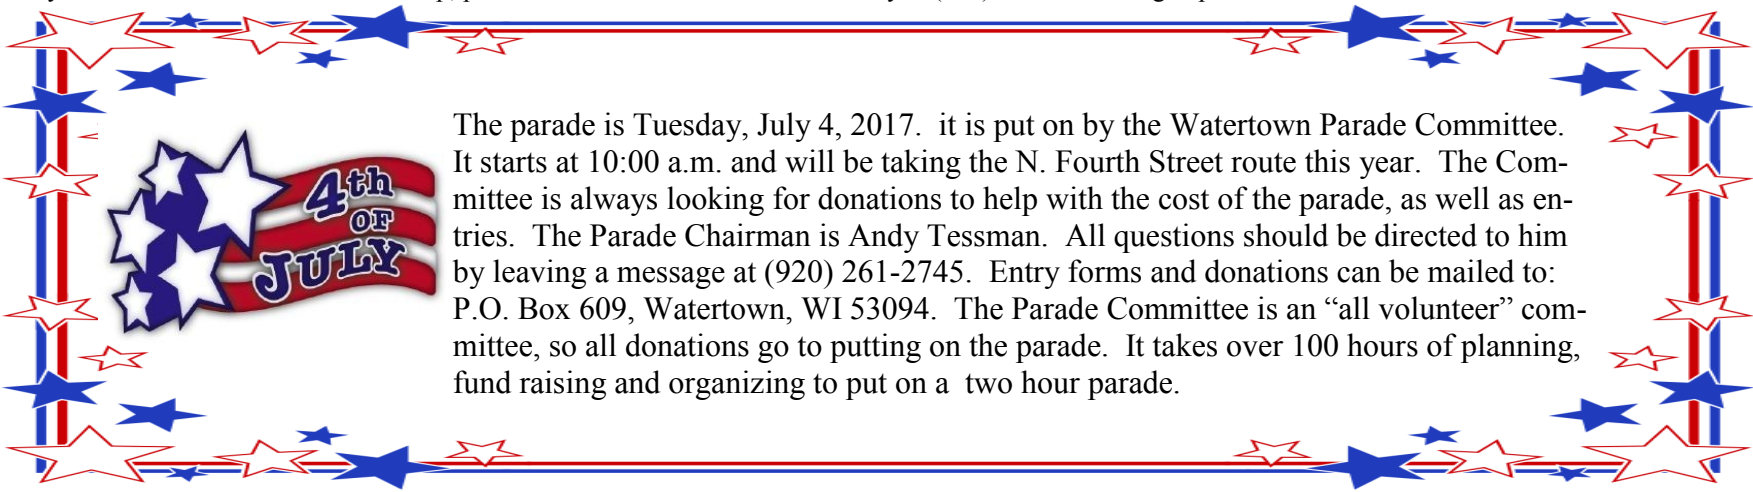 4th
OF
JULY
The parade is Tuesday, July 4, 2017.  it is put on by the Watertown Parade Committee.
It starts at 10:00 a.m. and will be taking the N. Fourth Street route this year.  The Com-
mittee is always looking for donations to help with the cost of the parade, as well as en-
tries.  The Parade Chairman is Andy Tessman.  All questions should be directed to him
by leaving a message at (920) 261-2745.  Entry forms and donations can be mailed to:
P.O. Box 609, Watertown, WI 53094.  The Parade Committee is an “all volunteer” com-
mittee, so all donations go to putting on the parade.  It takes over 100 hours of planning,
fund raising and organizing to put on a  two hour parade.